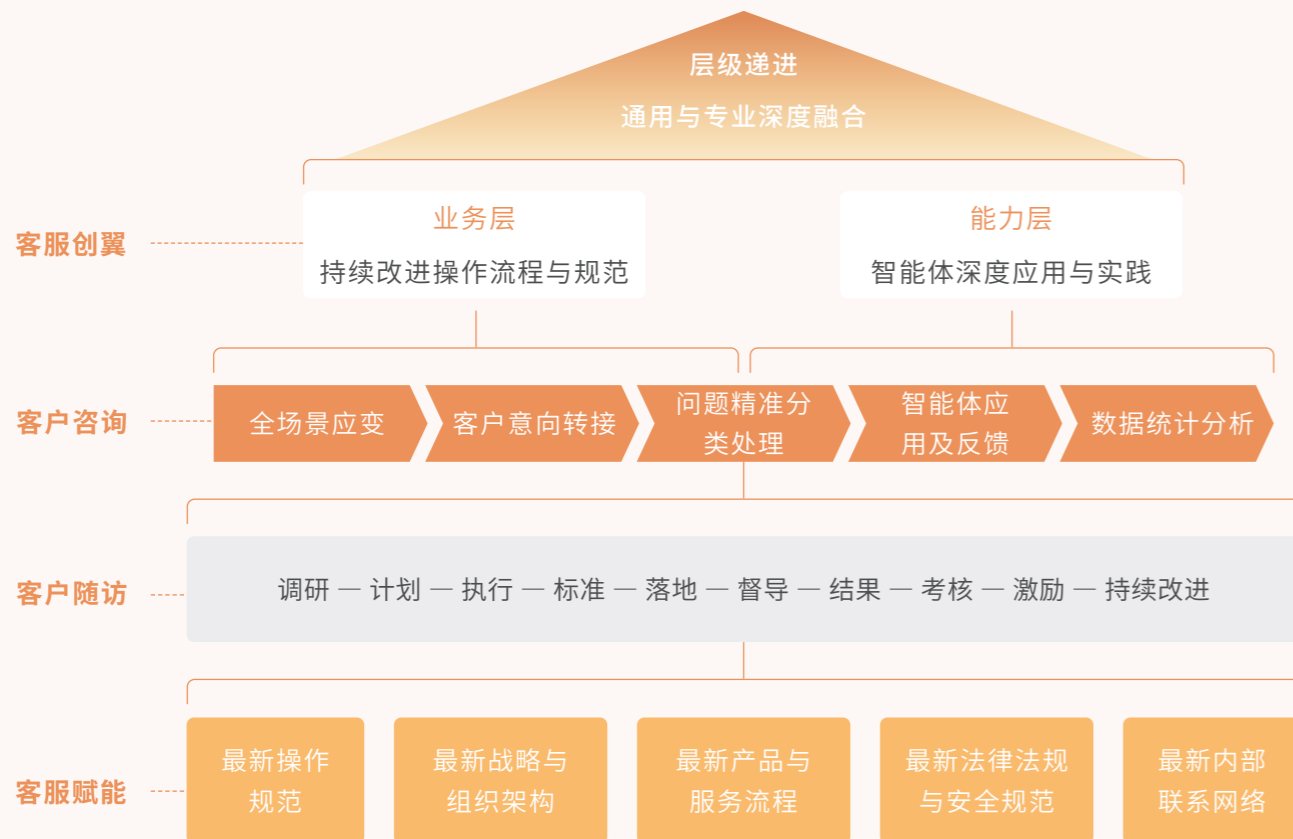 层级递进
通用与专业深度融合
客服创翼
业务层
持续改进操作流程与规范
能力层
智能体深度应用与实践
客户咨询
全场景应变
客户意向转接
问题精准分
类处理
智能体应
用及反馈
数据统计分析
客户随访
调研 — 计划 — 执行 — 标准 — 落地 — 督导 — 结果 — 考核 — 激励 — 持续改进
客服赋能
最新操作
规范
最新战略与
组织架构
最新产品与
服务流程
最新法律法规
与安全规范
最新内部
联系网络